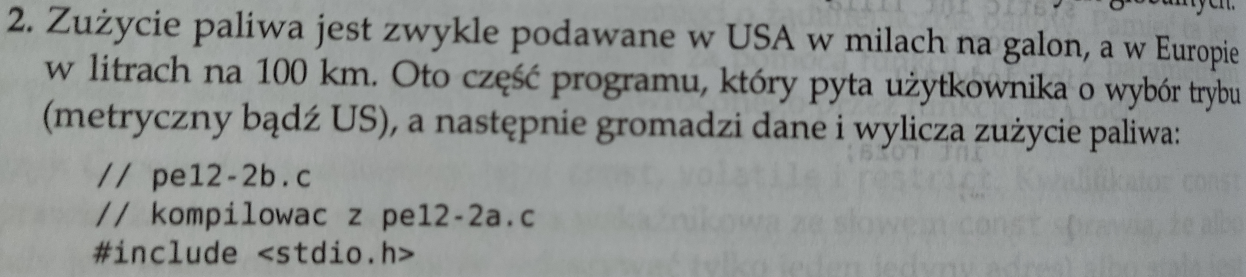 2. Zużycie paliwa jest zwykle podawane w USA w milach na galon, a w Europie
w litrach na 100 km. Oto część programu, który pyta użytkownika o wybór trybu
(metryczny bądź US), a następnie gromadzi dane i wylicza zużycie paliwa:
// pe12-2b.c
// kompilowac z pe12-2a.c
#include <stdio.h>